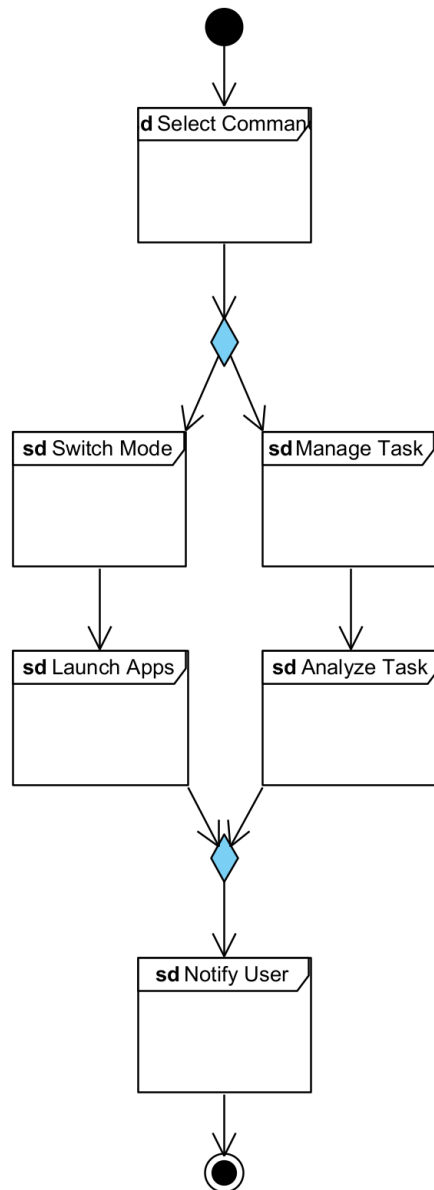 d Select Comman
sd Switch Mode
sd Manage Task
sd Launch Apps
sd Analyze Task
sd Notify User